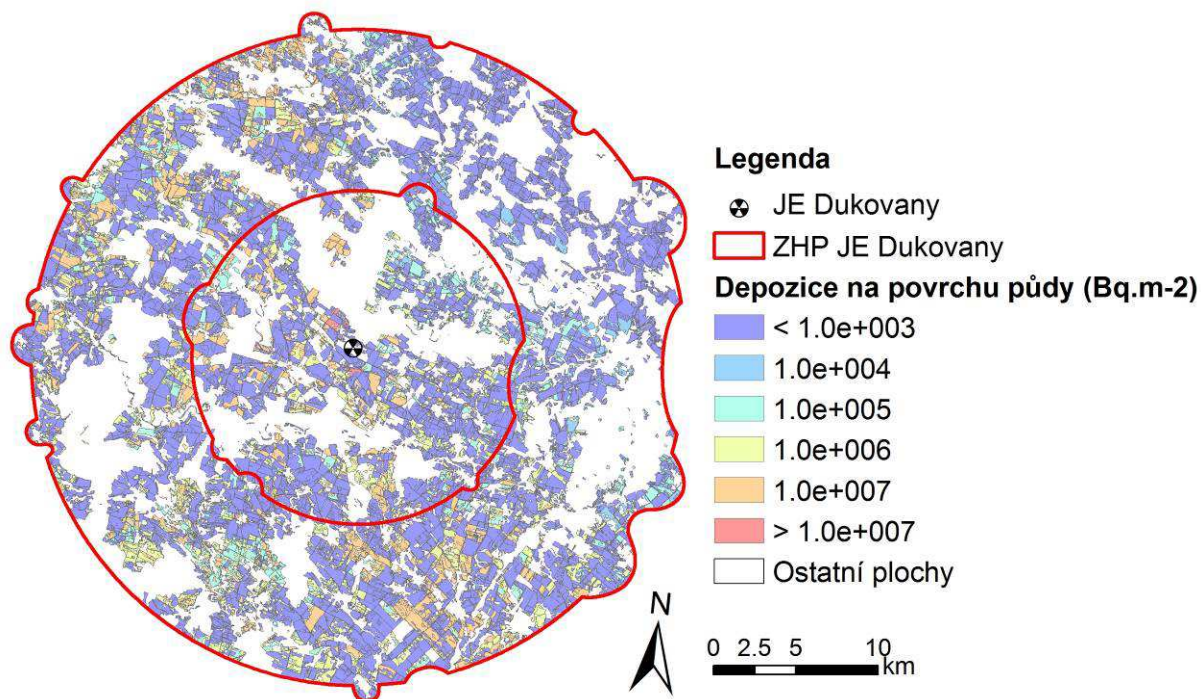 Legenda
JE Dukovany
ZHP JE Dukovany
Depozice na povrchu půdy (Bq.m-2)
< 1.0e+003
1.0e+004
1.0e+005
1.0e+006
1.0e+007
> 1.0e+007
Ostatní plochy
N
0 2.5 5 10
km